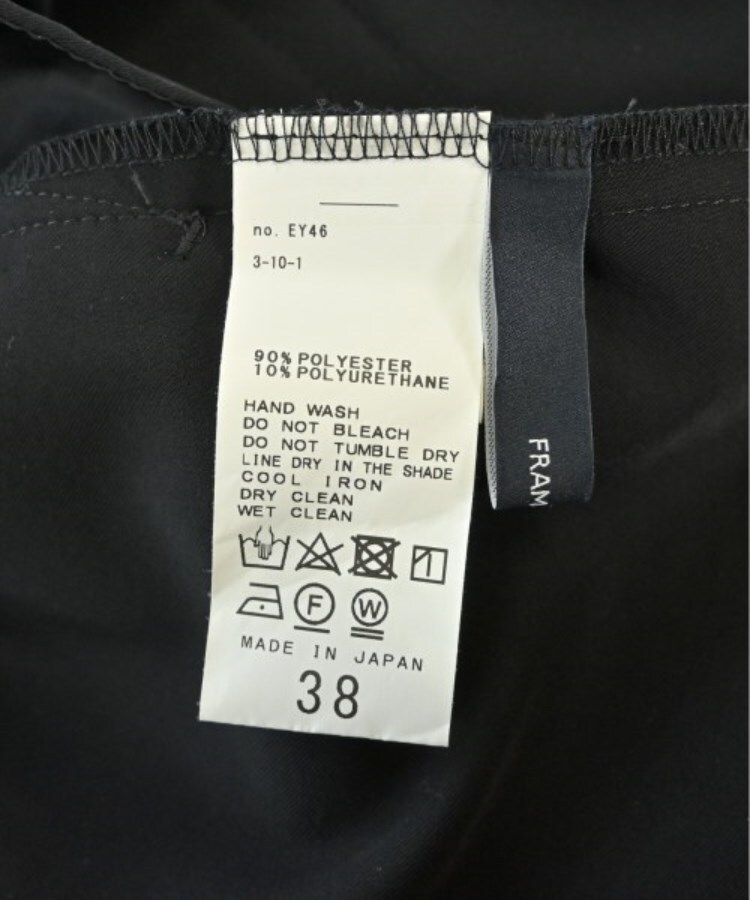 no. EY46
3-10-1
90% POLYESTER
10% POLYURETHANE
HAND WASH
DO NOT BLEACH
DO NOT TUMBLE DRY
LINE DRY IN THE SHADE
COOL IRON
DRY CLEAN
WET CLEAN
F W
MADE IN JAPAN
38
FRAM